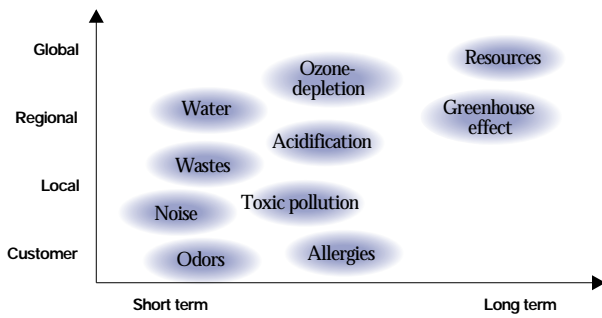 Global
Resources
Ozone-
depletion
Water
Greenhouse
effect
Regional
Acidification
Wastes
Local
Toxic pollution
Noise
Customer
Odors
Allergies
Short term
Long term